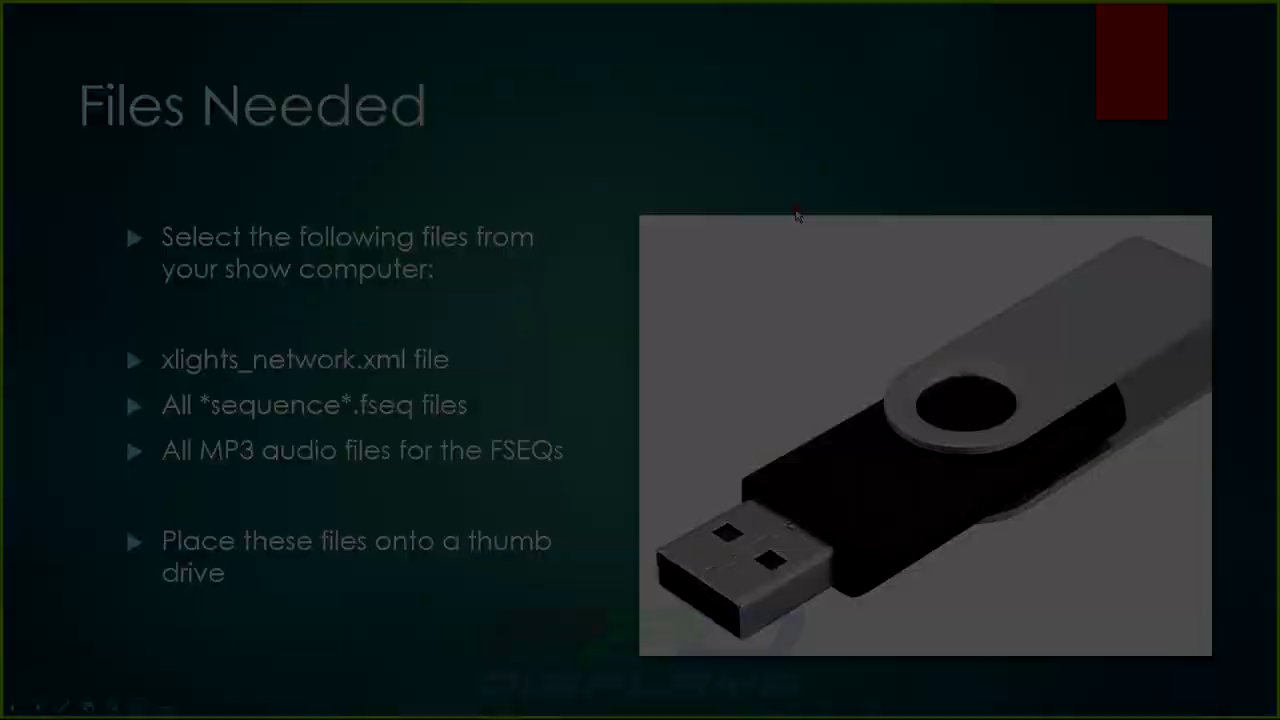 Files Needed
Select the following files from
your show computer:
xlights_network.xml file
All *sequence*.fseq files
All MP3 audio files for the FSEQs
Place these files onto a thumb
drive